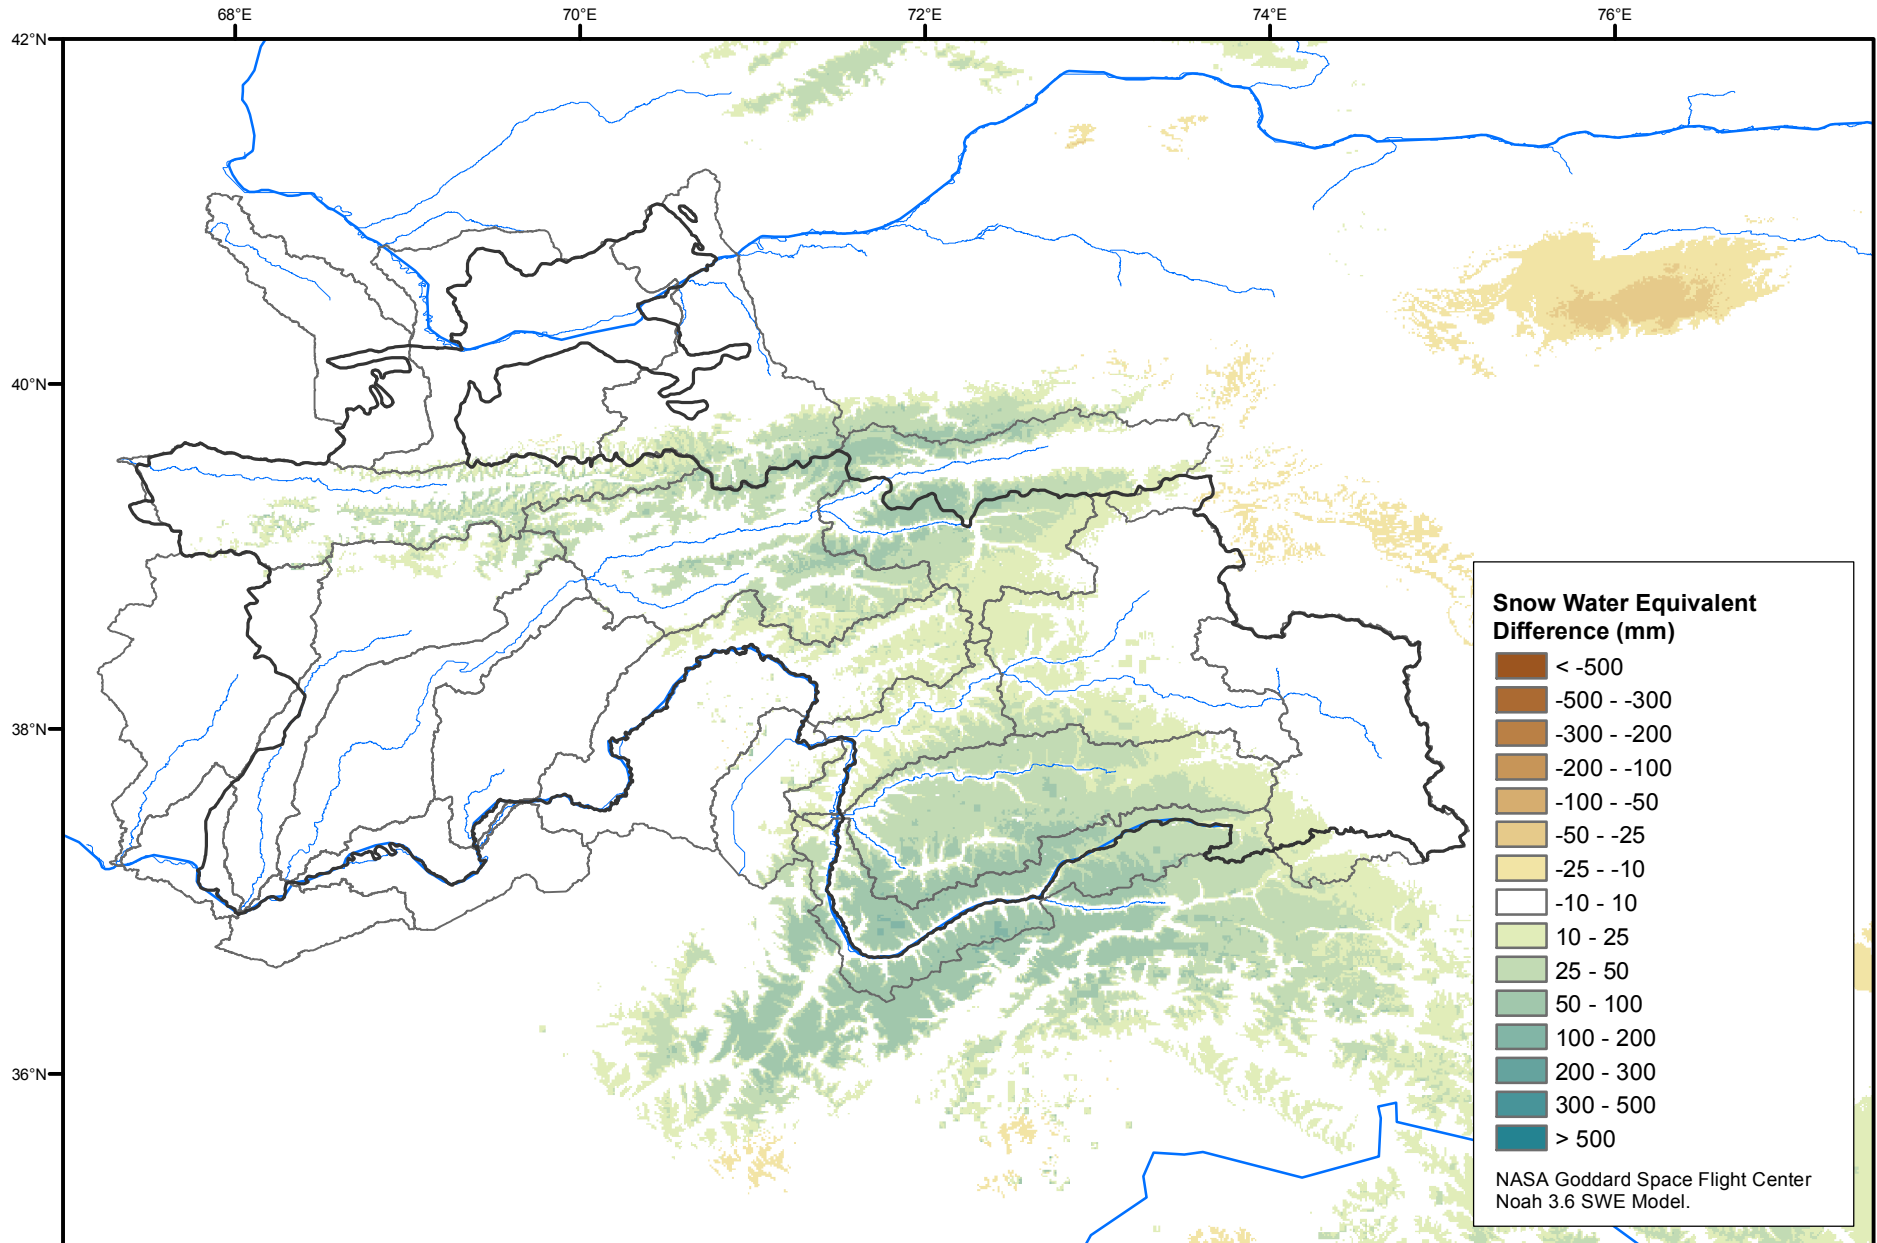 68°E
70°E
72°E
74°E
76°E
42°N
40°N
38°N
36°N
Snow Water Equivalent
Difference (mm)
< -500
-500 - -300
-300 - -200
-200 - -100
-100 - -50
-50 - -25
-25 - -10
-10 - 10
10 - 25
25 - 50
50 - 100
100 - 200
200 - 300
300 - 500
> 500
NASA Goddard Space Flight Center
Noah 3.6 SWE Model.